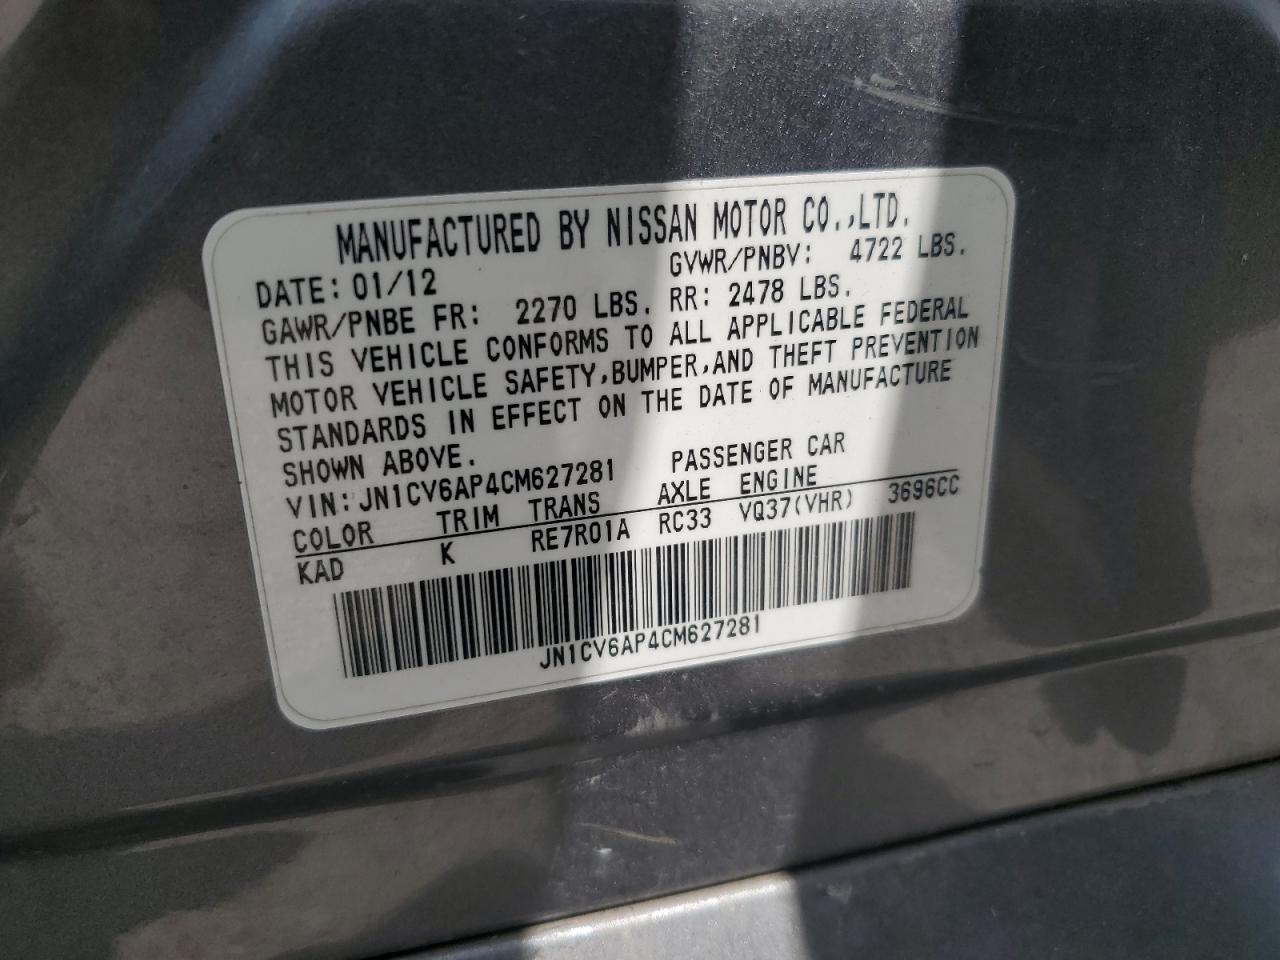 MANUFACTURED BY NISSAN MOTOR CO.,LTD.
DATE: 01/12 GVWR/PNBV: 4722 LBS.
GAWR/PNBE FR: 2270 LBS. RR: 2478 LBS.
THIS VEHICLE CONFORMS TO ALL APPLICABLE FEDERAL
MOTOR VEHICLE SAFETY,BUMPER,AND THEFT PREVENTION
STANDARDS IN EFFECT ON THE DATE OF MANUFACTURE
SHOWN ABOVE.
VIN:JN1CV6AP4CM627281 PASSENGER CAR
COLOR TRIM TRANS AXLE ENGINE
KAD K RE7R01A RC33 VQ37(VHR) 3696CC
JN1CV6AP4CM627281